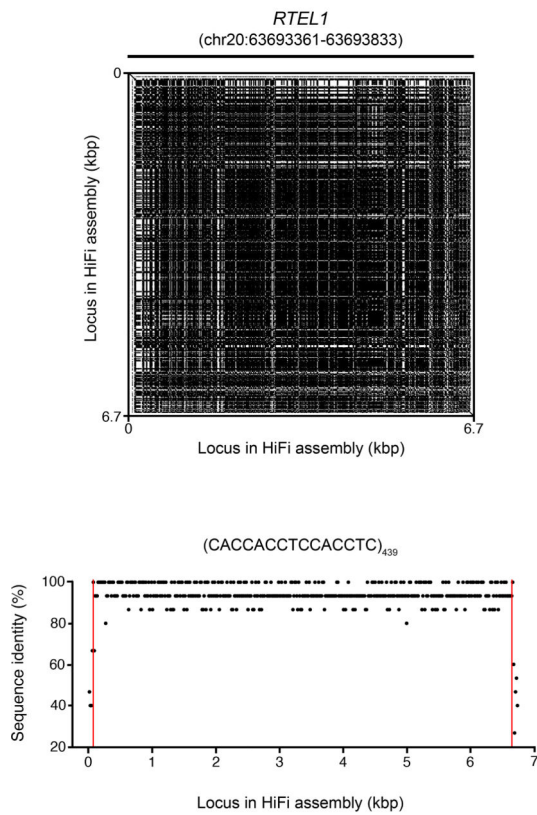 RTEL1
(chr20:63693361-63693833)
0
Locus in HiFi assembly (kbp)
6.7
0
6.7
Locus in HiFi assembly (kbp)
(CACCACCTCCACCTC)439
100
80
60
40
20
Sequence identity (%)
0 1 2 3 4 5 6 7
Locus in HiFi assembly (kbp)